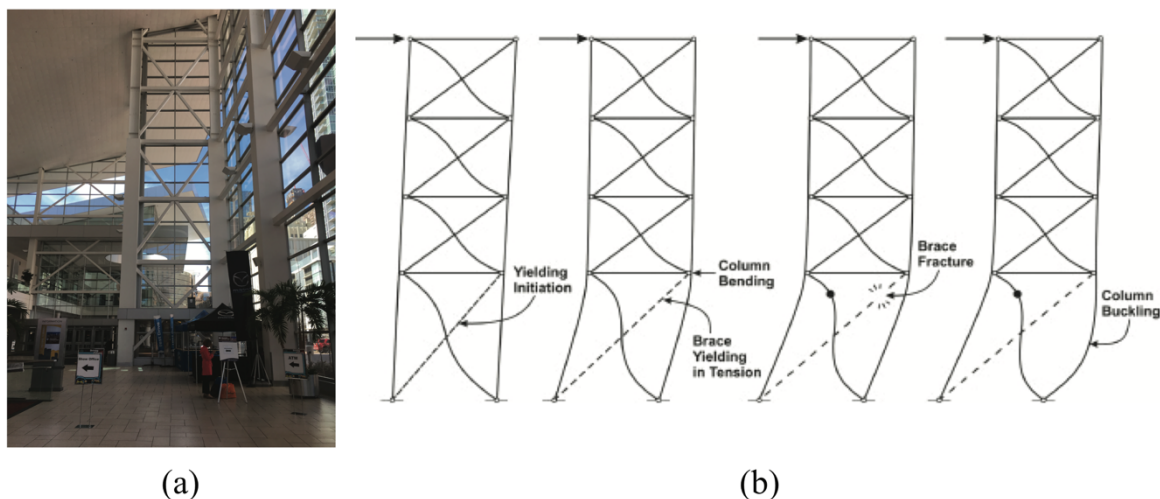 Yielding
Initiation
Column
Bending
Brace
Yielding
in Tension
Brace
Fracture
Column
Buckling
(a)
(b)